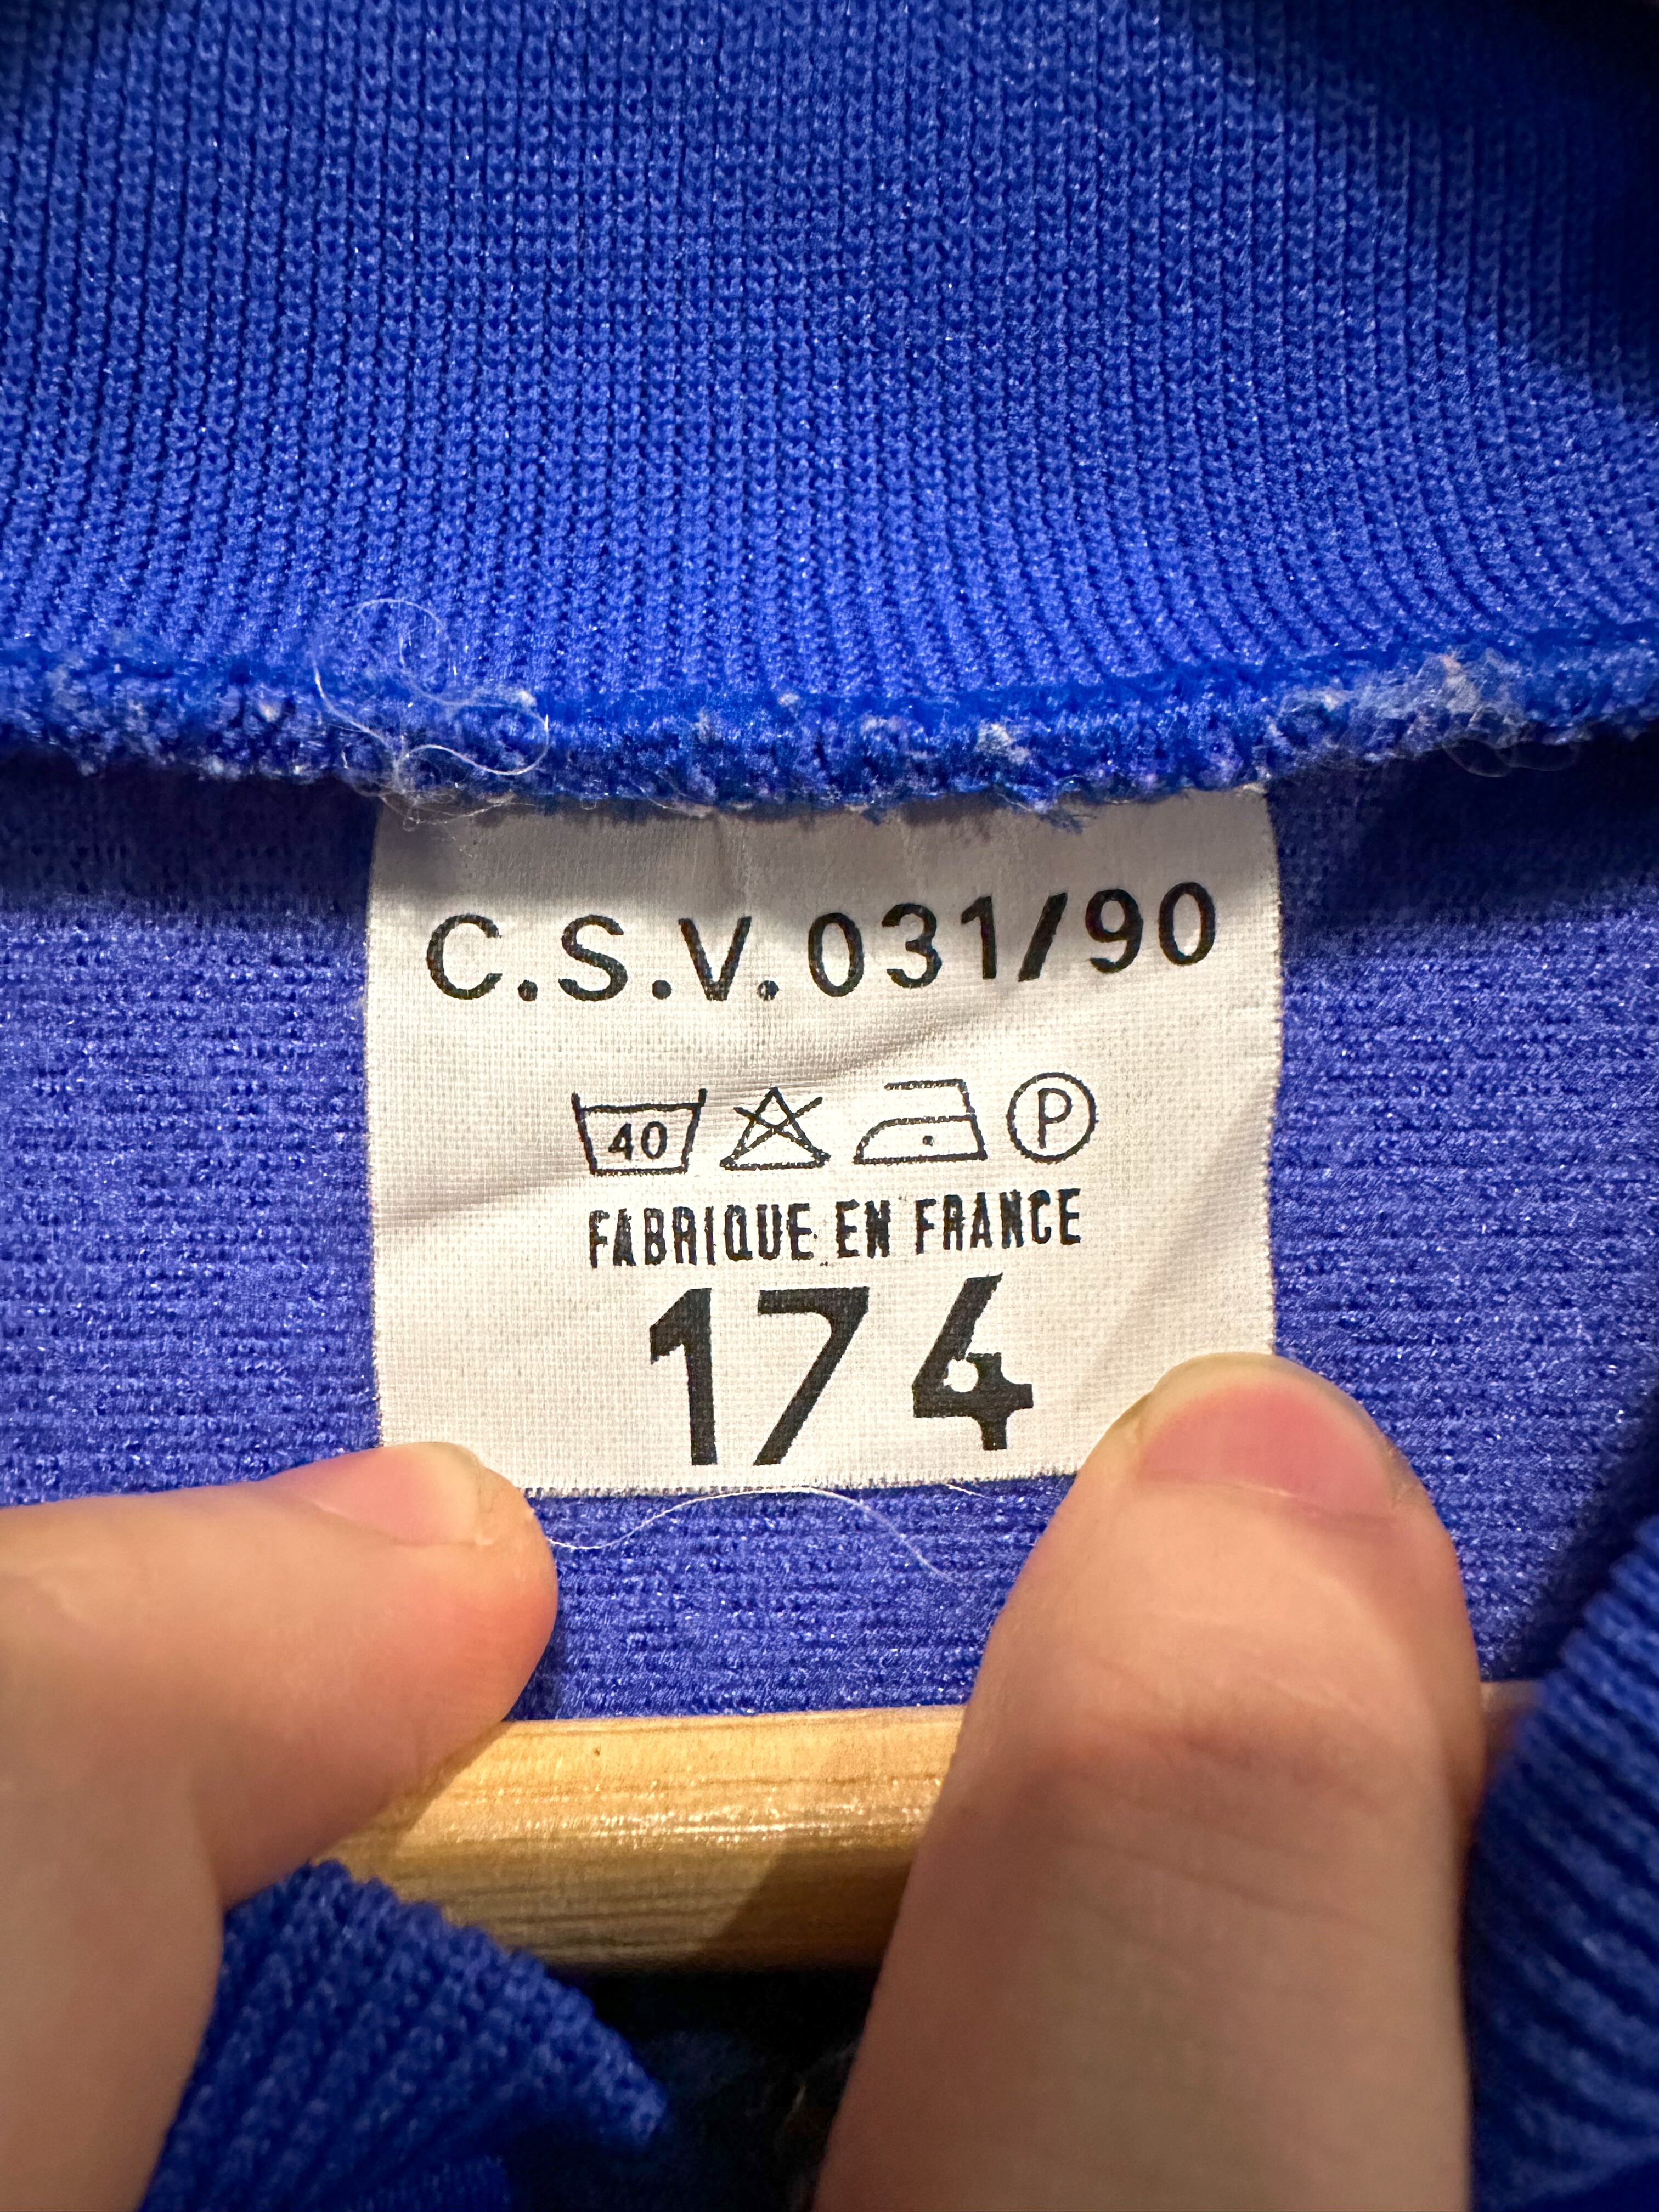 C.S.V. 031/90
40 P
FABRIQUE EN FRANCE
174